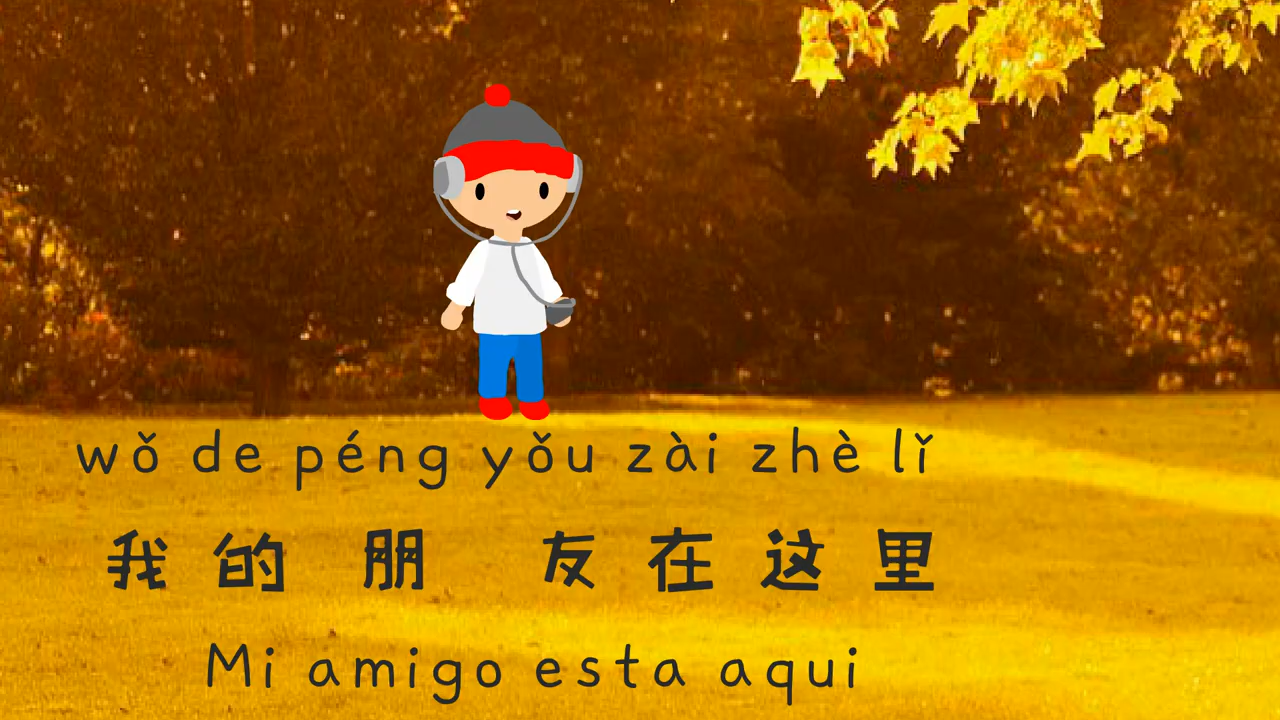 wǒ de péng yǒu zài zhè lǐ
我的朋友在这里
Mi amigo esta aqui